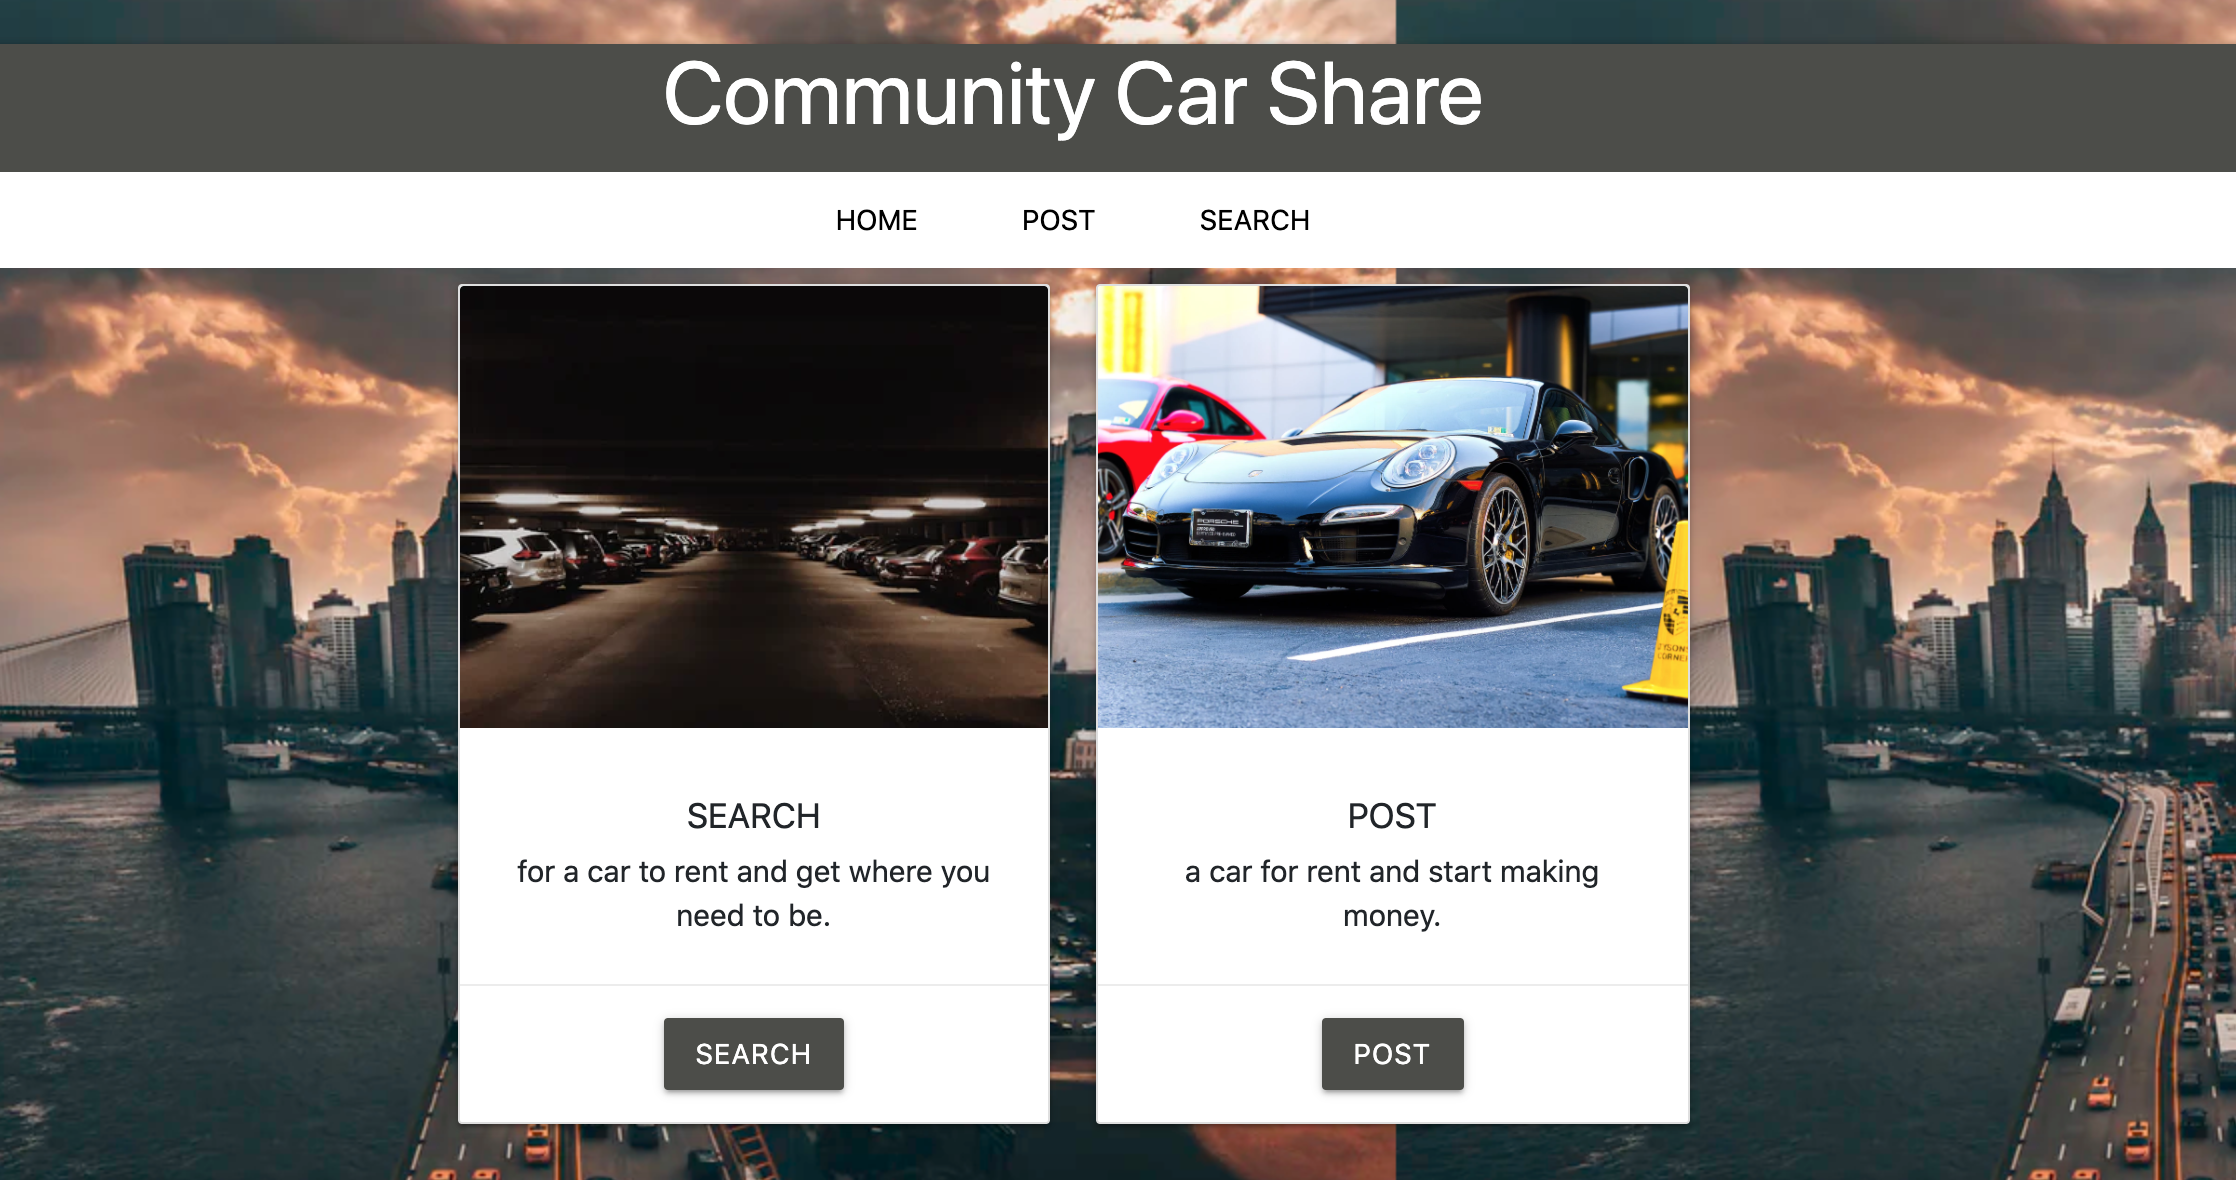 Community Car Share
HOME POST SEARCH
PORSCHE
SEARCH
for a car to rent and get where you
need to be.
SEARCH
POST
a car for rent and start making
money.
POST